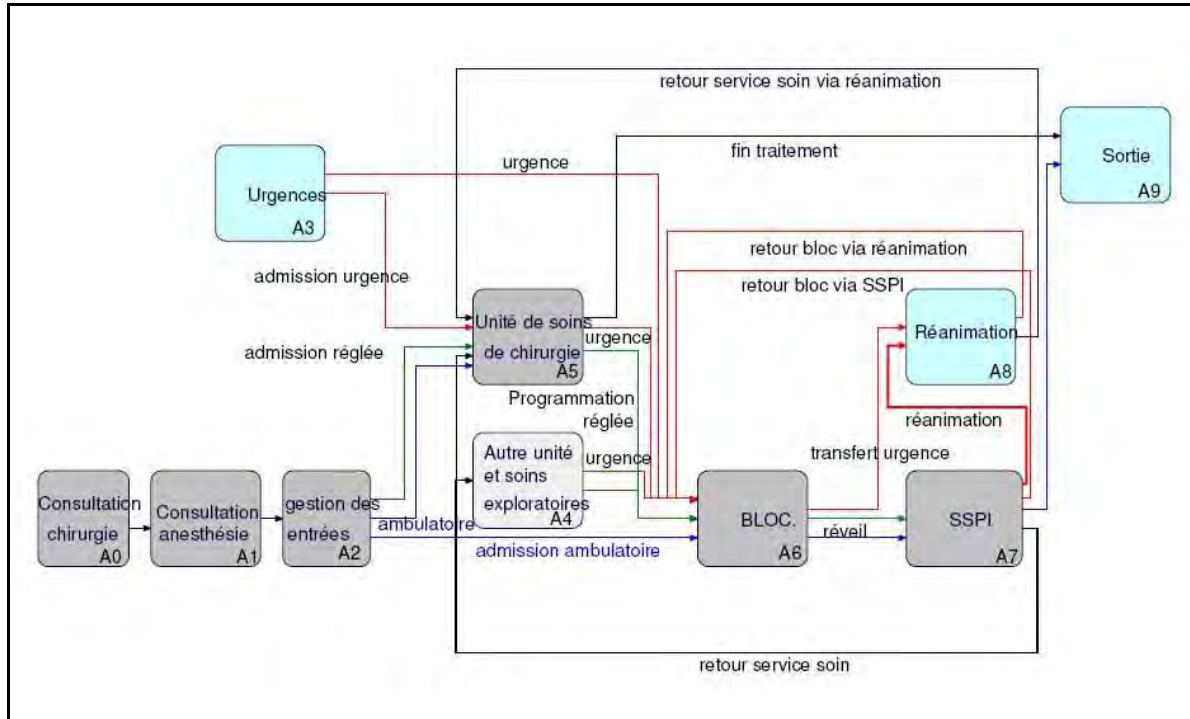 retour service soin via réanimation
fin traitement
Sortie
A9
urgence
Urgences
A3
retour bloc via réanimation
admission urgence
retour bloc via SSPI
Unité de soins
de chirurgie
A5
urgence
Réanimation
A8
admission réglée
Programmation
réglée
réanimation
Autre unité
et soins
exploratoires
A4
urgence
transfert urgence
Consultation
chirurgie
A0
Consultation
anesthésie
A1
gestion des
entrées
A2
ambulatoire
admission ambulatoire
BLOC.
A6
réveil
SSPI
A7
retour service soin